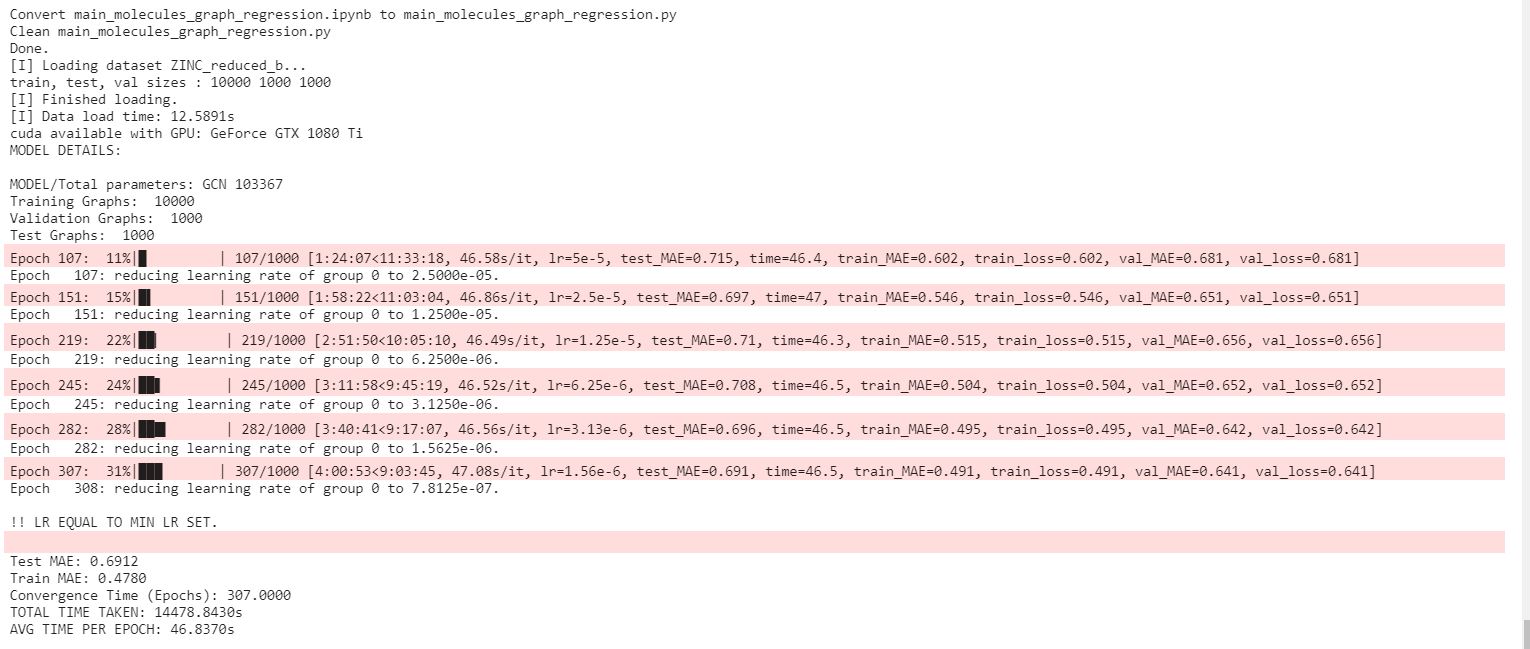 Convert main_molecules_graph_regression.ipynb to main_molecules_graph_regression.py
Clean main_molecules_graph_regression.py
Done.
[I] Loading dataset ZINC_reduced_b...
train, test, val sizes : 10000 1000 1000
[I] Finished loading.
[I] Data load time: 12.5891s
cuda available with GPU: GeForce GTX 1080 Ti
MODEL DETAILS:
MODEL/Total parameters: GCN 103367
Training Graphs:  10000
Validation Graphs:  1000
Test Graphs:  1000
Epoch 107:  11%|█         | 107/1000 [1:24:07<11:33:18, 46.58s/it, lr=5e-5, test_MAE=0.715, time=46.4, train_MAE=0.602, train_loss=0.602, val_MAE=0.681, val_loss=0.681]
Epoch   107: reducing learning rate of group 0 to 2.5000e-05.
Epoch 151:  15%|█▌        | 151/1000 [1:58:22<11:03:04, 46.86s/it, lr=2.5e-5, test_MAE=0.697, time=47, train_MAE=0.546, train_loss=0.546, val_MAE=0.651, val_loss=0.651]
Epoch   151: reducing learning rate of group 0 to 1.2500e-05.
Epoch 219:  22%|██▏       | 219/1000 [2:51:50<10:05:10, 46.49s/it, lr=1.25e-5, test_MAE=0.71, time=46.3, train_MAE=0.515, train_loss=0.515, val_MAE=0.656, val_loss=0.656]
Epoch   219: reducing learning rate of group 0 to 6.2500e-06.
Epoch 245:  24%|██▍       | 245/1000 [3:11:58<9:45:19, 46.52s/it, lr=6.25e-6, test_MAE=0.708, time=46.5, train_MAE=0.504, train_loss=0.504, val_MAE=0.652, val_loss=0.652]
Epoch   245: reducing learning rate of group 0 to 3.1250e-06.
Epoch 282:  28%|██▊       | 282/1000 [3:40:41<9:17:07, 46.56s/it, lr=3.13e-6, test_MAE=0.696, time=46.5, train_MAE=0.495, train_loss=0.495, val_MAE=0.642, val_loss=0.642]
Epoch   282: reducing learning rate of group 0 to 1.5625e-06.
Epoch 307:  31%|███       | 307/1000 [4:00:53<9:03:45, 47.08s/it, lr=1.56e-6, test_MAE=0.691, time=46.5, train_MAE=0.491, train_loss=0.491, val_MAE=0.641, val_loss=0.641]
Epoch   308: reducing learning rate of group 0 to 7.8125e-07.
!! LR EQUAL TO MIN LR SET.
Test MAE: 0.6912
Train MAE: 0.4780
Convergence Time (Epochs): 307.0000
TOTAL TIME TAKEN: 14478.8430s
AVG TIME PER EPOCH: 46.8370s